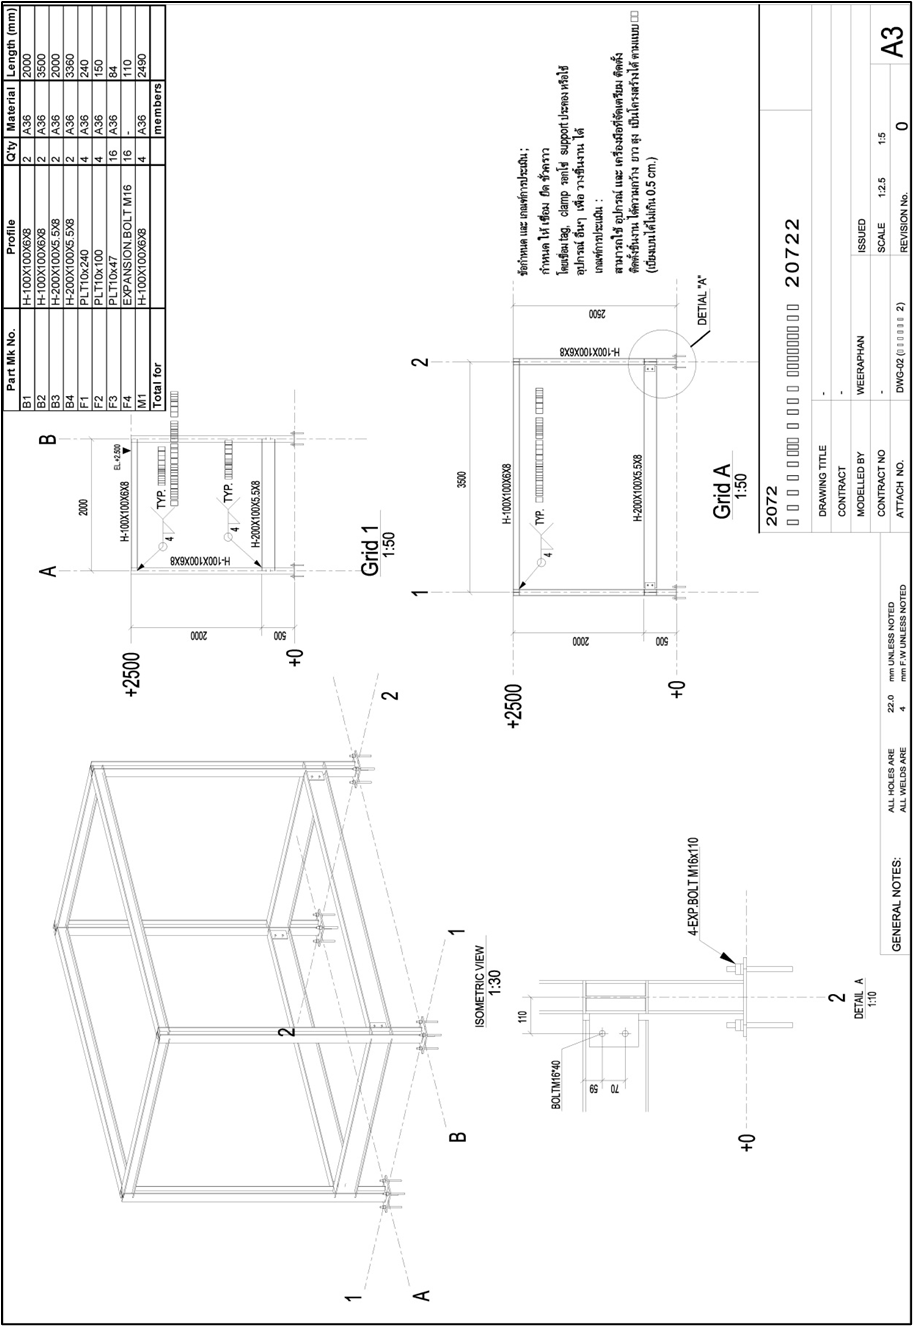 Part Mk No. Profile Q'ty Material Length (mm)
B1 H-100X100X6X8 2 A36 2000
B2 H-100X100X6X8 2 A36 3500
B3 H-200X100X5.5X8 2 A36 2000
B4 H-200X100X5.5X8 2 A36 3360
F1 PLT10x240 4 A36 240
F2 PLT10x100 4 A36 150
F3 PLT10x47 16 A36 84
F4 EXPANSION.BOLT M16 16 - 110
M1 H-100X100X6X8 4 A36 2490
Total for members
A
B
2000
EL +2,500
H-100X100X6X8
TYP.
4
H-100X100X6X8
TYP.
4
H-200X100X5.5X8
2000
500
+2500
+0
Grid 1
1:50
1
2
3500
H-100X100X6X8
TYP.
4
H-100X100X6X8
H-200X100X5.5X8
2000
500
2500
+2500
+0
DETIAL "A"
Grid A
1:50
ข้อกำหนด และ เกณฑ์การประเมิน ;
กำหนด ให้ เชื่อม ยึด ชั่วคราว
โดยเชื่อม tag, clamp รอกโซ่ support ประคอง หรือใช้
อุปกรณ์ อื่นๆ เพื่อ วางชิ้นงาน ได้
เกณฑ์การประเมิน :
สามารถใช้ อุปกรณ์ และ เครื่องมือที่จัดเตรียม ติดตั้ง
ติดตั้งชิ้นงาน ได้ความกว้าง ยาว สูง เป็นโครงสร้างได้ ตามแบบ
(เบี่ยงเบนได้ไม่เกิน 0.5 cm.)
1
A
B
2
1
2
ISOMETRIC VIEW
1:30
110
BOLTM16*40
59
70
4-EXP.BOLT M16x110
+0
2
DETAIL A
1:10
GENERAL NOTES:
ALL HOLES ARE 22.0 mm UNLESS NOTED
ALL WELDS ARE 4 mm F.W UNLESS NOTED
2072
20722
DRAWING TITLE -
CONTRACT -
MODELLED BY WEERAPHAN ISSUED
CONTRACT NO - SCALE 1:2.5 1:5
ATTACH NO. DWG-02 ( 2) REVISION No. 0
A3